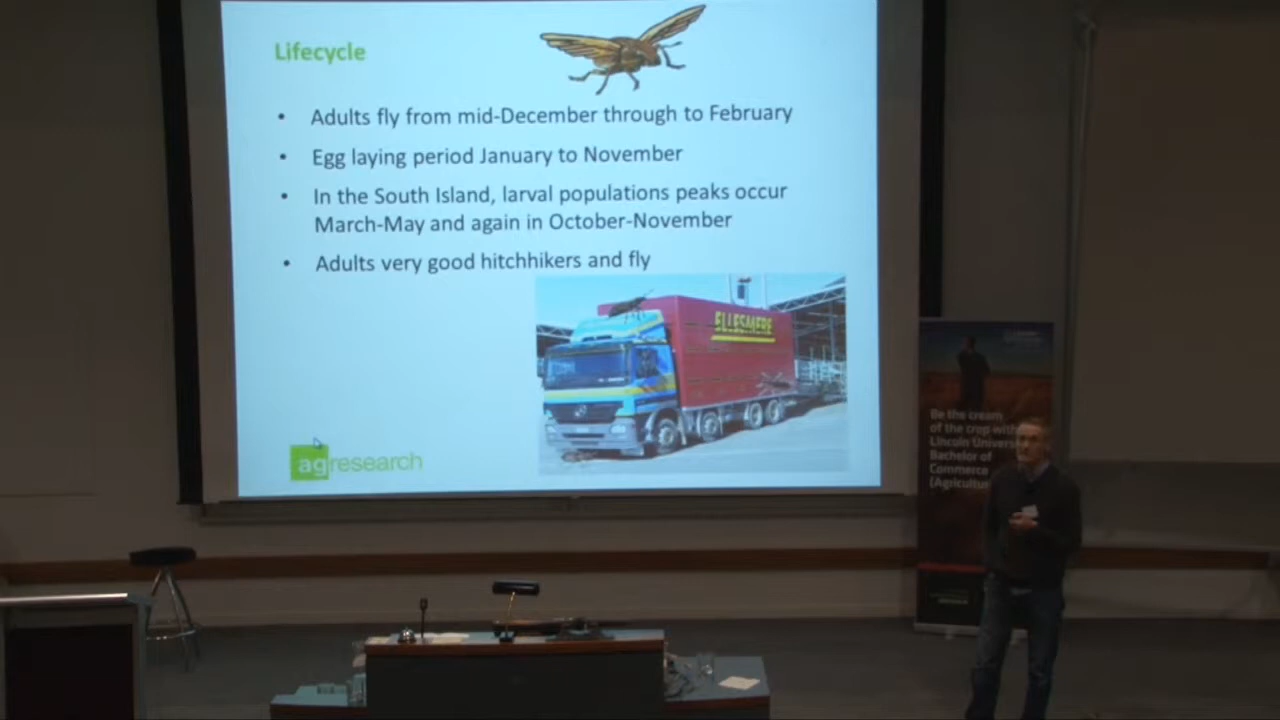 Lifecycle
• Adults fly from mid-December through to February
• Egg laying period January to November
• In the South Island, larval populations peaks occur
March-May and again in October-November
• Adults very good hitchhikers and fly
ELLESMERE
agresearch
Be the cream
of the crop with
Lincoln University
Bachelor of
Commerce
(Agricultu